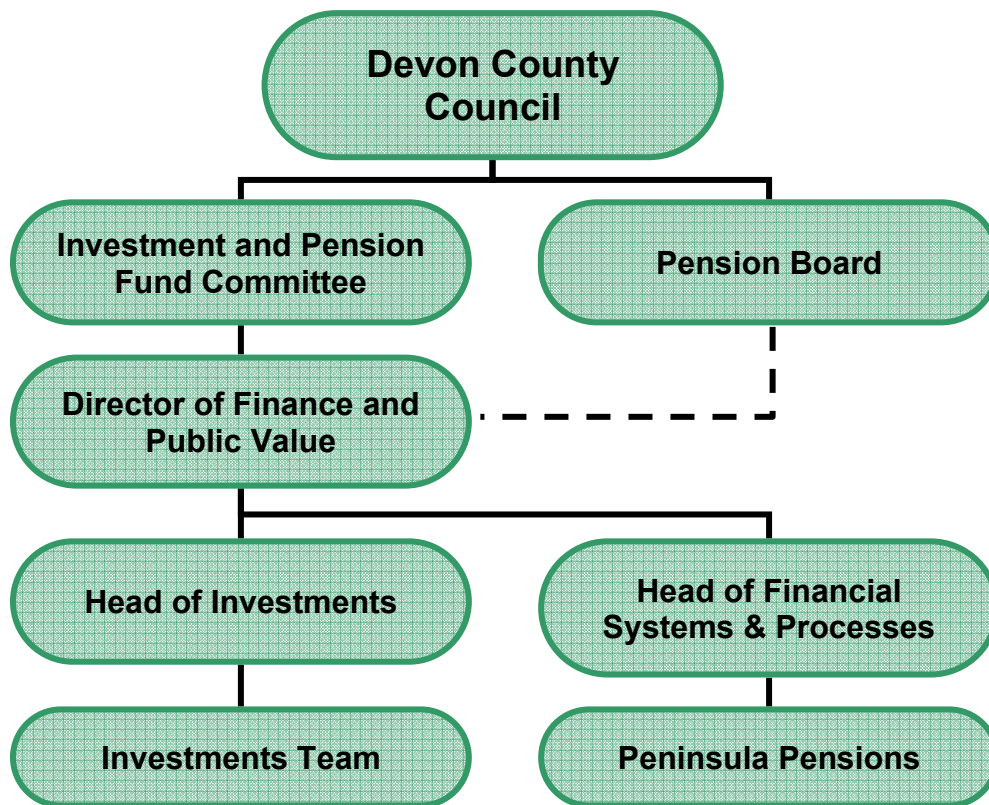 Devon County
Council
Investment and Pension
Fund Committee
Pension Board
Director of Finance and
Public Value
Head of Investments
Head of Financial
Systems & Processes
Investments Team
Peninsula Pensions